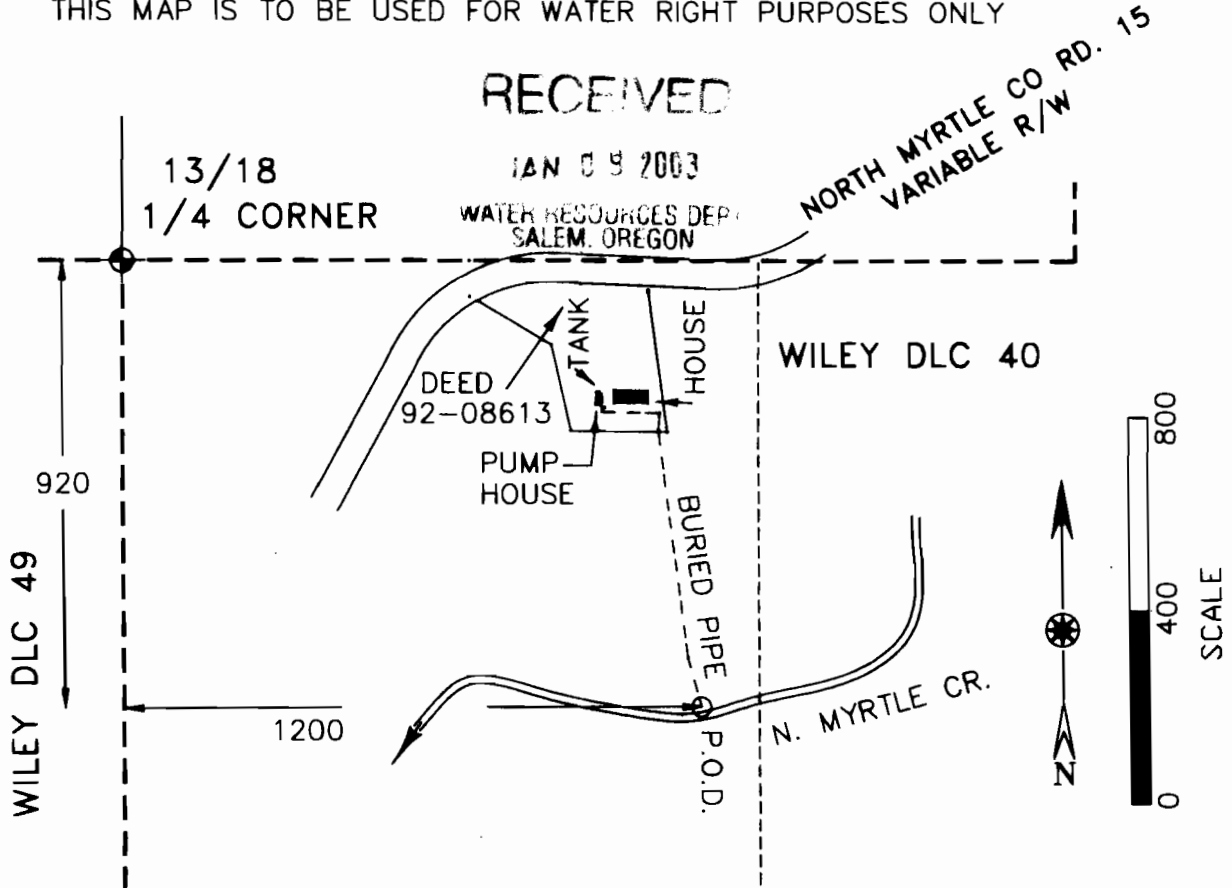 THIS MAP IS TO BE USED FOR WATER RIGHT PURPOSES ONLY
RECEIVED
JAN 09 2003
WATER RESOURCES DEPT
SALEM, OREGON
NORTH MYRTLE CO RD. 15
VARIABLE R/W
13/18
1/4 CORNER
TANK
HOUSE
WILEY DLC 40
DEED
92-08613
PUMP
HOUSE
920
WILEY DLC 49
BURIED PIPE
1200
P.O.D.
N. MYRTLE CR.
N
800
400
0
SCALE